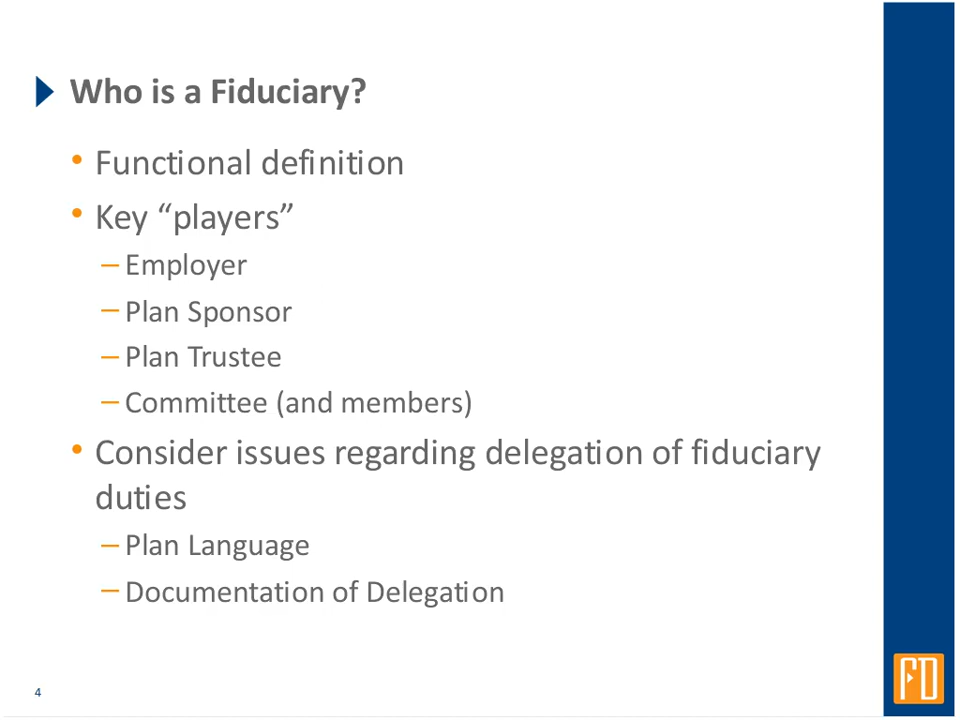 Who is a Fiduciary?
• Functional definition
• Key “players”
– Employer
– Plan Sponsor
– Plan Trustee
– Committee (and members)
• Consider issues regarding delegation of fiduciary
duties
– Plan Language
– Documentation of Delegation
4
FD